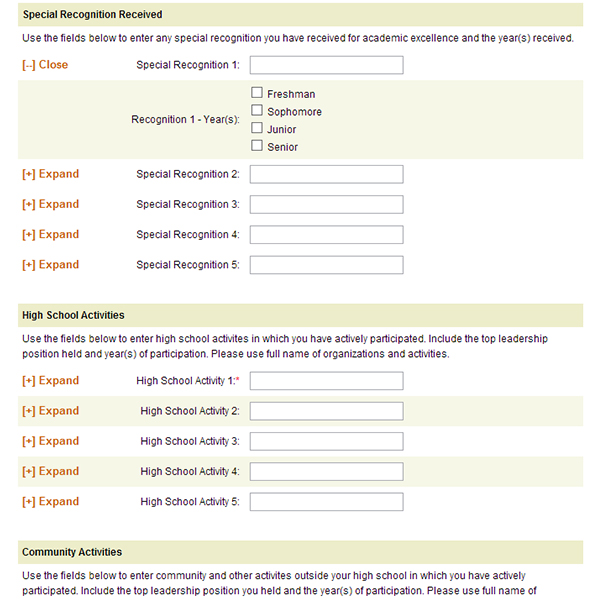 Special Recognition Received
Use the fields below to enter any special recognition you have received for academic excellence and the year(s) received.
[--] Close Special Recognition 1:
Recognition 1 - Year(s):
Freshman
Sophomore
Junior
Senior
[+] Expand Special Recognition 2:
[+] Expand Special Recognition 3:
[+] Expand Special Recognition 4:
[+] Expand Special Recognition 5:
High School Activities
Use the fields below to enter high school activites in which you have actively participated. Include the top leadership
position held and year(s) of participation. Please use full name of organizations and activities.
[+] Expand High School Activity 1:*
[+] Expand High School Activity 2:
[+] Expand High School Activity 3:
[+] Expand High School Activity 4:
[+] Expand High School Activity 5:
Community Activities
Use the fields below to enter community and other activites outside your high school in which you have actively
participated. Include the top leadership position you held and the year(s) of participation. Please use full name of